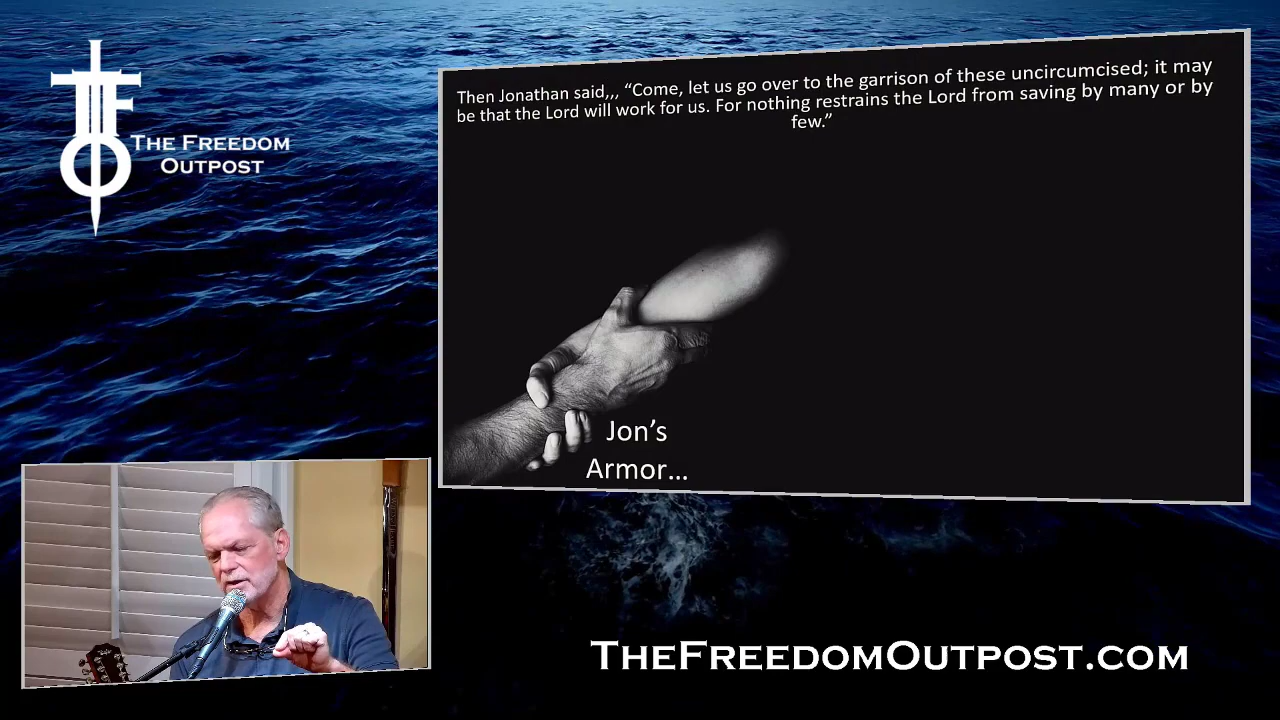 THE FREEDOM
OUTPOST
Then Jonathan said,,, “Come, let us go over to the garrison of these uncircumcised; it may
be that the Lord will work for us. For nothing restrains the Lord from saving by many or by
few.”
Jon’s
Armor...
THEFREEDOMOUTPOST.COM